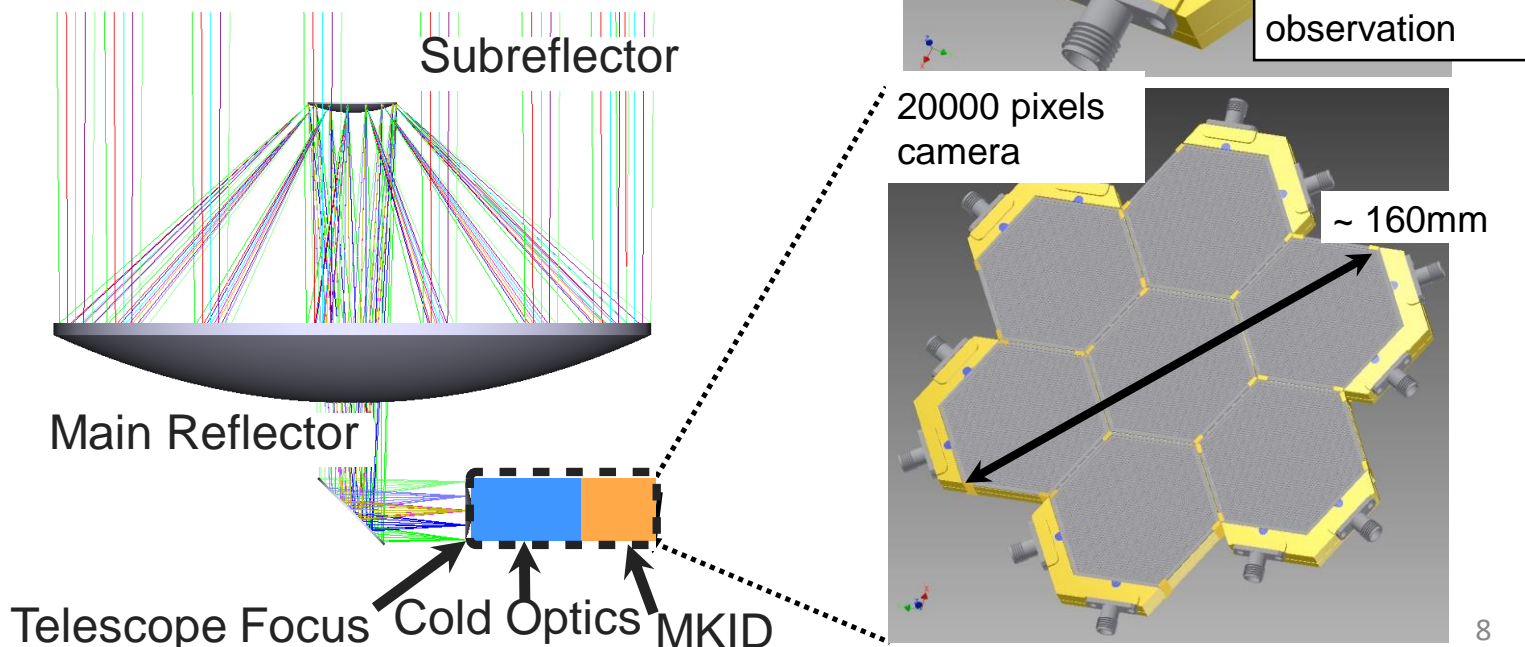 Subreflector
observation
20000 pixels
camera
~ 160mm
Main Reflector
Telescope Focus
Cold Optics
MKID
8